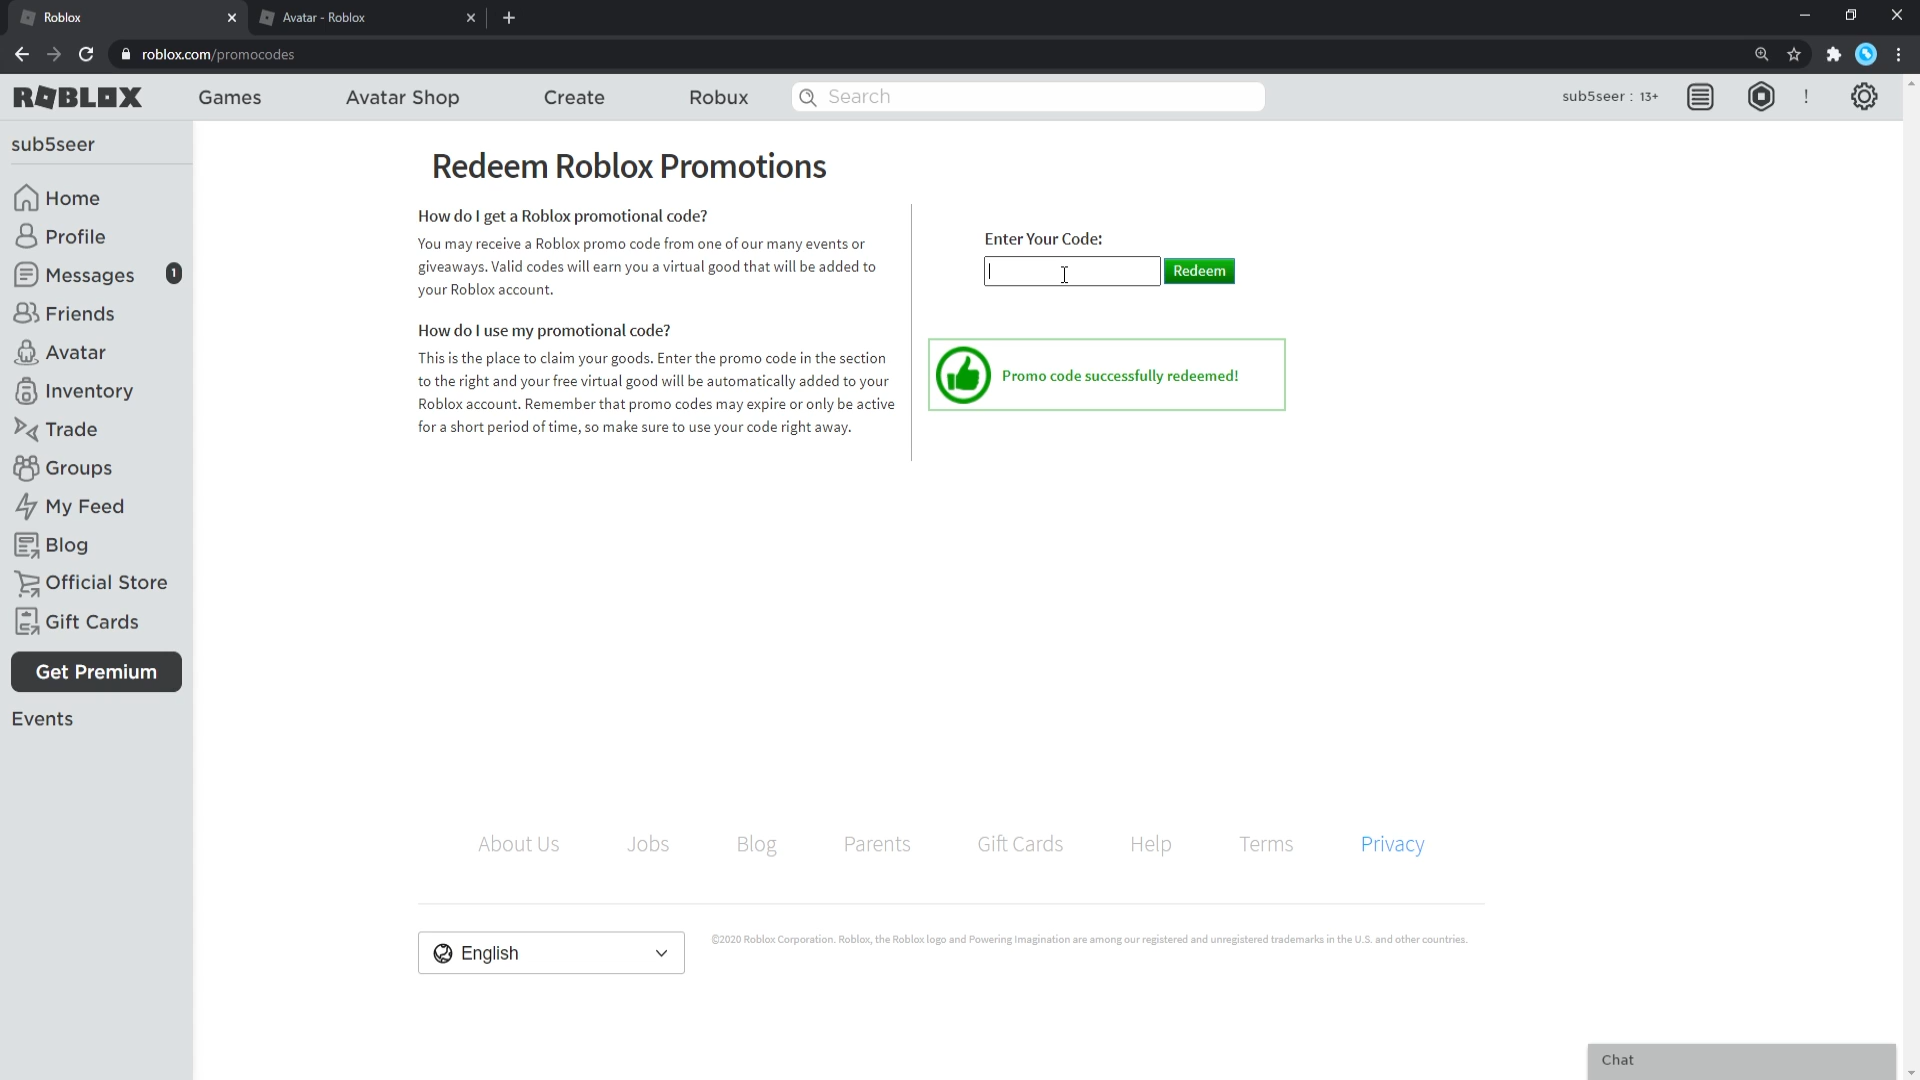 Roblox
Avatar - Roblox
roblox.com/promocodes
ROBLOX
Games
Avatar Shop
Create
Robux
Search
sub5seer : 13+
!
sub5seer
Home
Profile
Messages 1
Friends
Avatar
Inventory
Trade
Groups
My Feed
Blog
Official Store
Gift Cards
Get Premium
Events
Redeem Roblox Promotions
How do I get a Roblox promotional code?
You may receive a Roblox promo code from one of our many events or
giveaways. Valid codes will earn you a virtual good that will be added to
your Roblox account.
How do I use my promotional code?
This is the place to claim your goods. Enter the promo code in the section
to the right and your free virtual good will be automatically added to your
Roblox account. Remember that promo codes may expire or only be active
for a short period of time, so make sure to use your code right away.
Enter Your Code:
Redeem
Promo code successfully redeemed!
About Us
Jobs
Blog
Parents
Gift Cards
Help
Terms
Privacy
English
©2020 Roblox Corporation. Roblox, the Roblox logo and Powering Imagination are among our registered and unregistered trademarks in the U.S. and other countries.
Chat